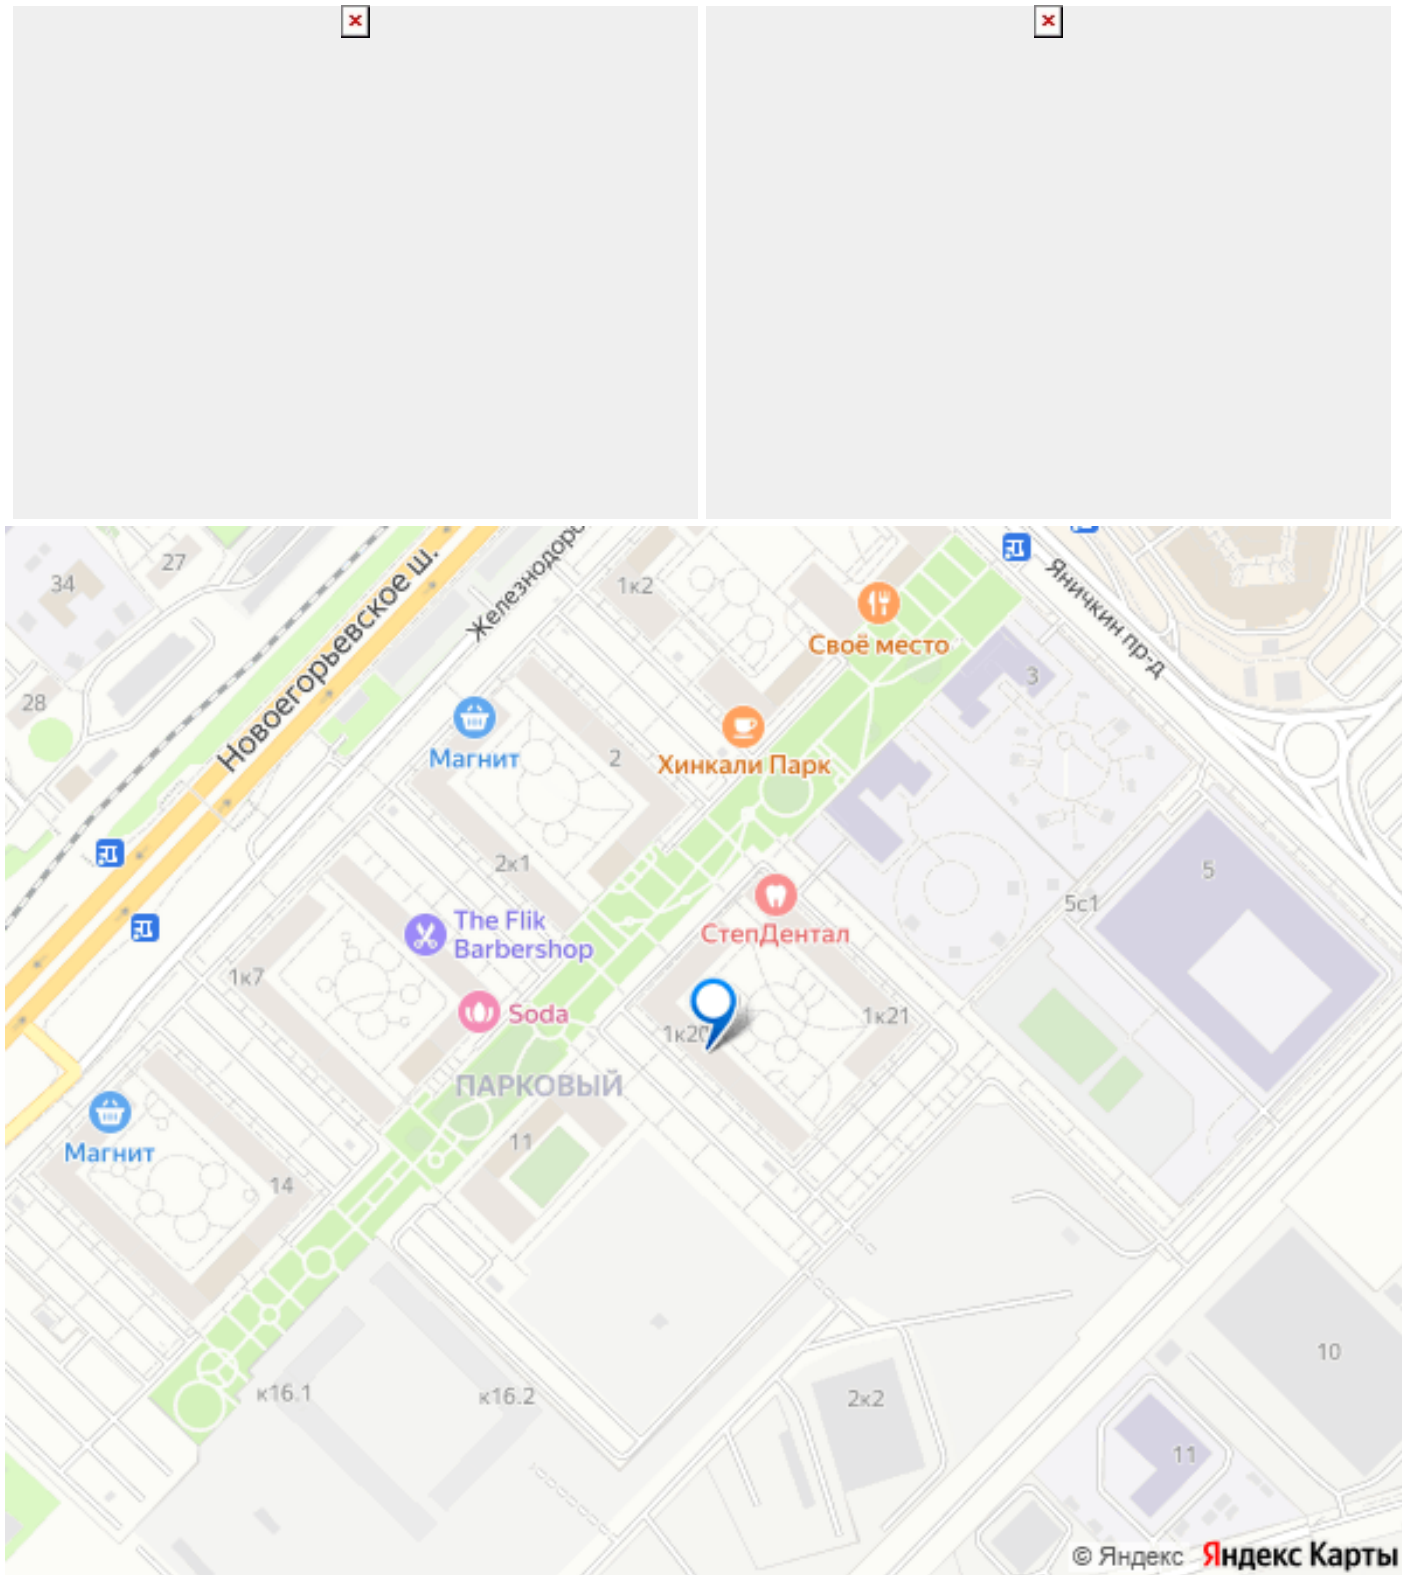 34
27
Новоегорьевское ш.
Железнодоро
1к2
Своё место
Яничкин пр-д
3
28
Магнит
2
Хинкали Парк
2к1
5
5с1
The Flik
Barbershop
СтепДентал
1к7
Soda
1к20
1к21
ПАРКОВЫЙ
Магнит
11
14
10
к16.1
к16.2
2к2
11
© Яндекс Яндекс Карты